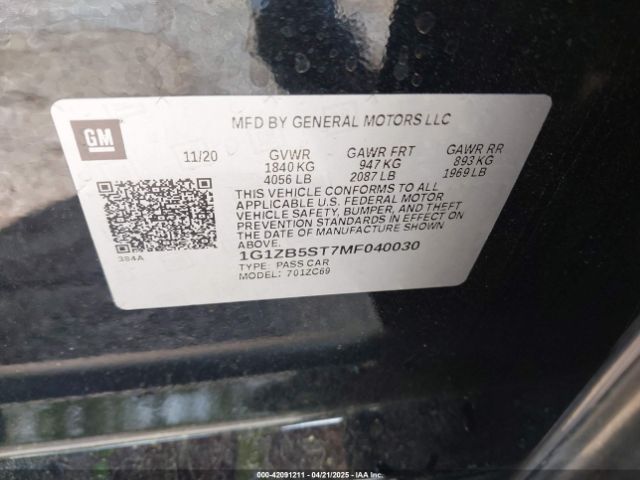 GM
MFD BY GENERAL MOTORS LLC
11/20 GVWR GAWR FRT GAWR RR
1840 KG 947 KG 893 KG
4056 LB 2087 LB 1969 LB
THIS VEHICLE CONFORMS TO ALL
APPLICABLE U.S. FEDERAL MOTOR
VEHICLE SAFETY, BUMPER, AND THEFT
PREVENTION STANDARDS IN EFFECT ON
THE DATE OF MANUFACTURE SHOWN
ABOVE.
384A
1G1ZB5ST7MF040030
TYPE: PASS CAR
MODEL: 701ZC69
000-42091211 - 04/21/2025 - IAAI.COM